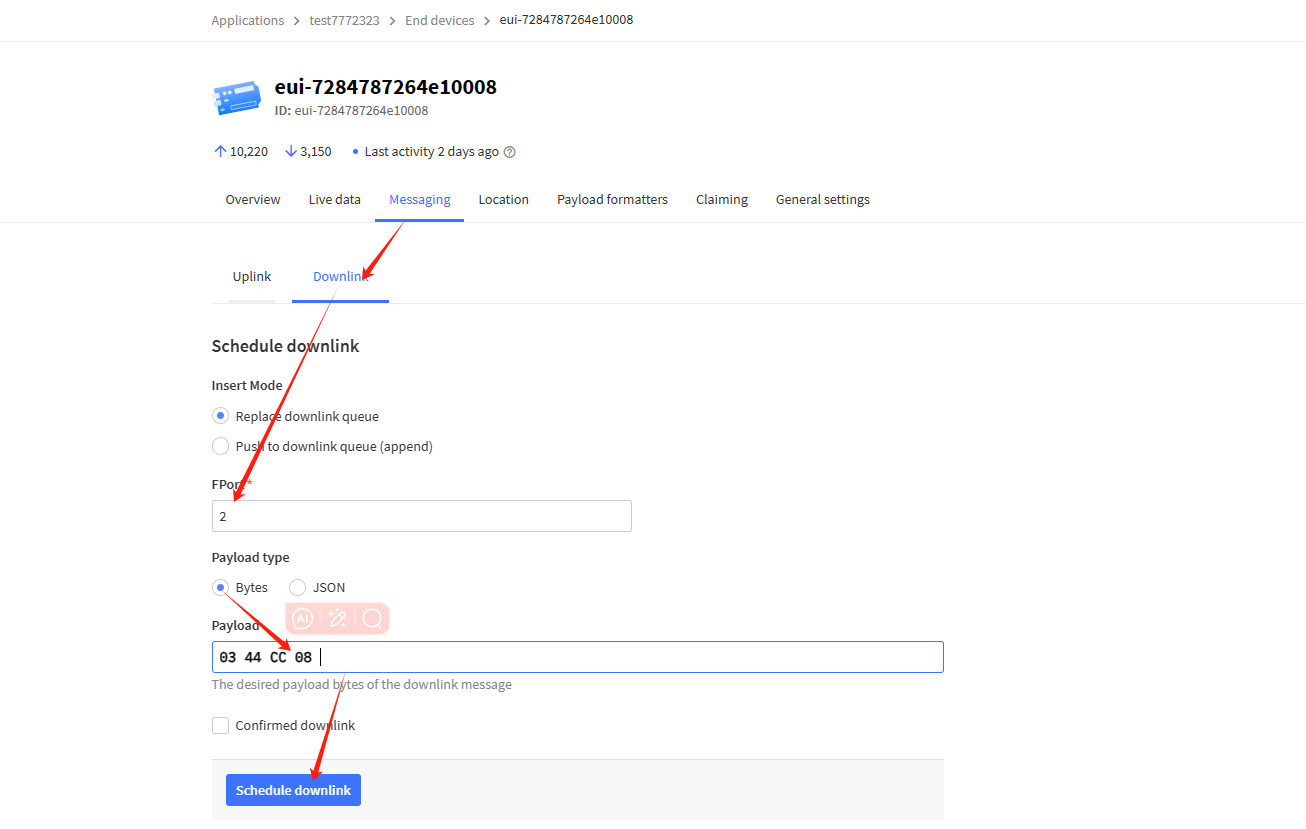 Applications > test7772323 > End devices > eui-7284787264e10008
eui-7284787264e10008
ID: eui-7284787264e10008
10,220 3,150 • Last activity 2 days ago
Overview Live data Messaging Location Payload formatters Claiming General settings
Uplink Downlink
Schedule downlink
Insert Mode
Replace downlink queue
Push to downlink queue (append)
FPort *
2
Payload type
Bytes JSON
AI
Payload
03 44 CC 08
The desired payload bytes of the downlink message
Confirmed downlink
Schedule downlink